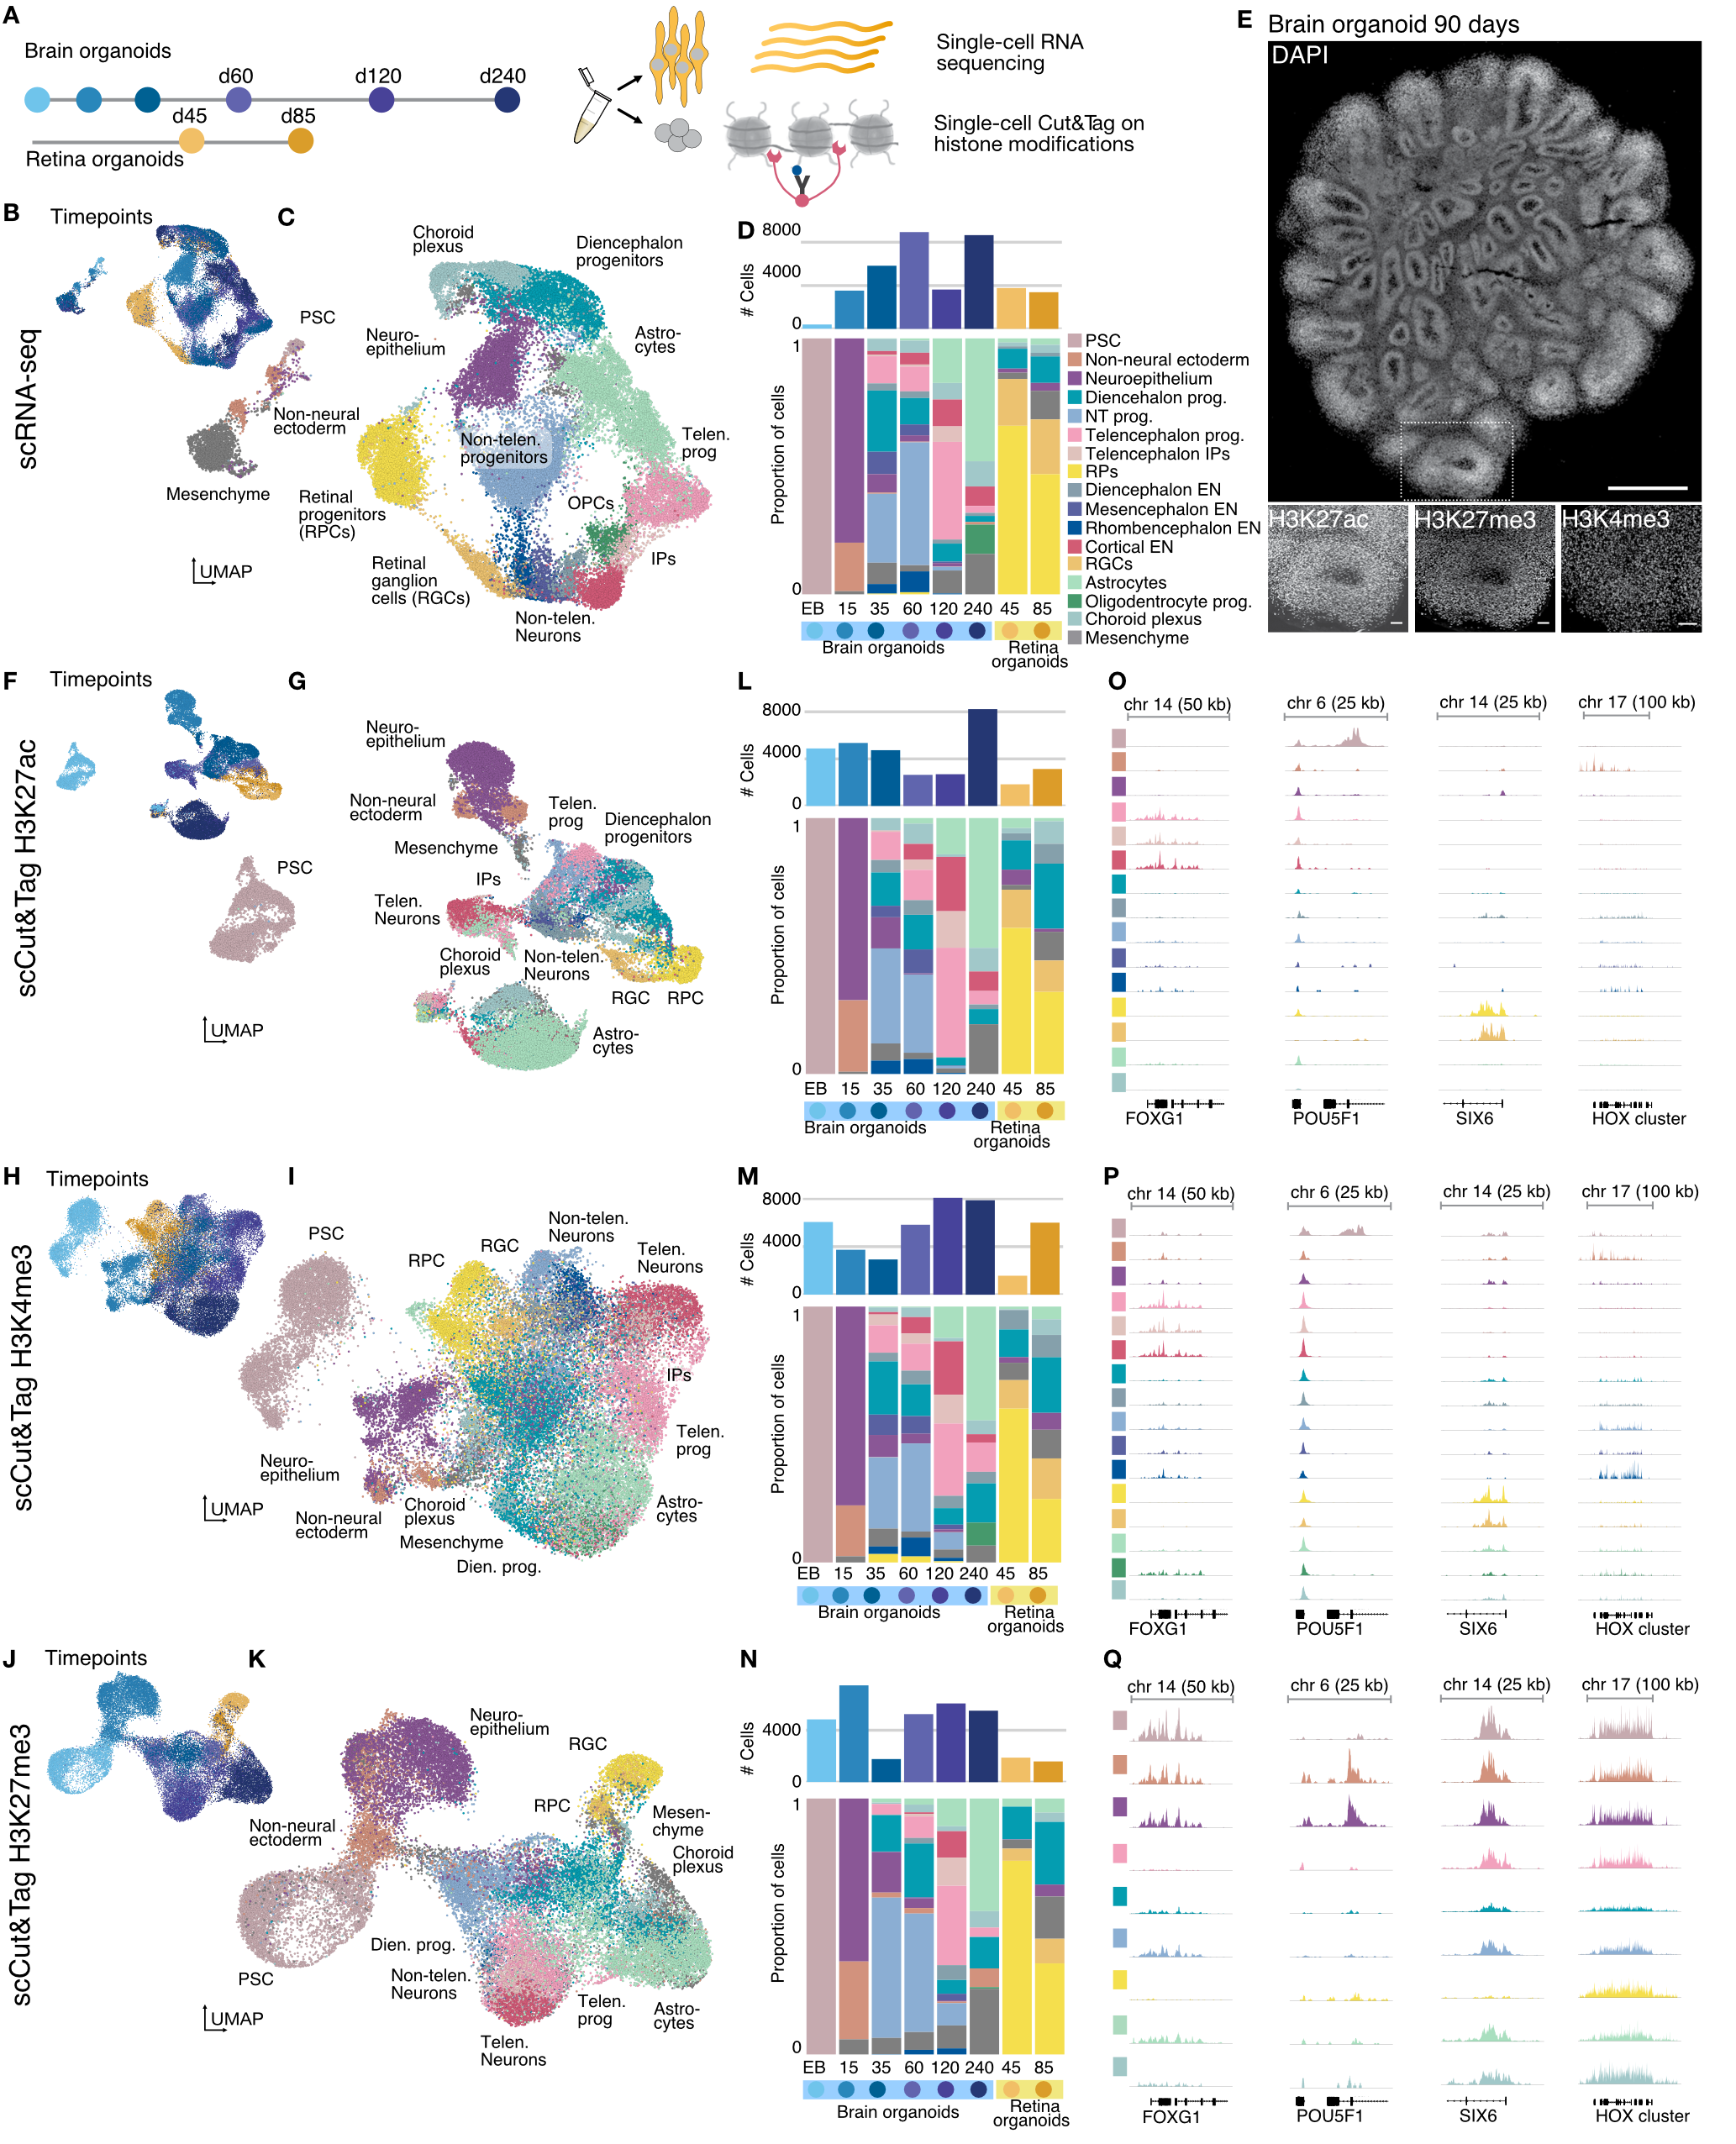 A
Brain organoids
d60
d120
d240
d45
d85
Retina organoids
Single-cell RNA
sequencing
Single-cell Cut&Tag on
histone modifications
E
Brain organoid 90 days
DAPI
H3K27ac
H3K27me3
H3K4me3
scRNA-seq
B
Timepoints
C
PSC
Non-neural
ectoderm
Mesenchyme
UMAP
Choroid
plexus
Diencephalon
progenitors
Neuro-
epithelium
Astro-
cytes
Non-telen.
progenitors
Telen.
prog
Retinal
progenitors
(RPCs)
OPCs
IPs
Retinal
ganglion
cells (RGCs)
Non-telen.
Neurons
D
8000
4000
0
# Cells
1
0
Proportion of cells
EB 15 35 60 120 240 45 85
Brain organoids
Retina
organoids
PSC
Non-neural ectoderm
Neuroepithelium
Diencehalon prog.
NT prog.
Telencephalon prog.
Telencephalon IPs
RPs
Diencephalon EN
Mesencephalon EN
Rhombencephalon EN
Cortical EN
RGCs
Astrocytes
Oligodentrocyte prog.
Choroid plexus
Mesenchyme
scCut&Tag H3K27ac
F
Timepoints
G
PSC
UMAP
Neuro-
epithelium
Non-neural
ectoderm
Mesenchyme
Telen.
prog
Diencephalon
progenitors
IPs
Telen.
Neurons
Choroid
plexus
Non-telen.
Neurons
RGC
RPC
Astro-
cytes
L
8000
4000
0
# Cells
1
0
Proportion of cells
EB 15 35 60 120 240 45 85
Brain organoids
Retina
organoids
O
chr 14 (50 kb)
chr 6 (25 kb)
chr 14 (25 kb)
chr 17 (100 kb)
FOXG1
POU5F1
SIX6
HOX cluster
scCut&Tag H3K4me3
H
Timepoints
I
PSC
RPC
RGC
Non-telen.
Neurons
Telen.
Neurons
IPs
Telen.
prog
Neuro-
epithelium
UMAP
Non-neural
ectoderm
Choroid
plexus
Mesenchyme
Dien. prog.
Astro-
cytes
M
8000
4000
0
# Cells
1
0
Proportion of cells
EB 15 35 60 120 240 45 85
Brain organoids
Retina
organoids
P
chr 14 (50 kb)
chr 6 (25 kb)
chr 14 (25 kb)
chr 17 (100 kb)
FOXG1
POU5F1
SIX6
HOX cluster
scCut&Tag H3K27me3
J
Timepoints
K
Neuro-
epithelium
RGC
RPC
Mesen-
chyme
Choroid
plexus
Non-neural
ectoderm
PSC
UMAP
Dien. prog.
Non-telen.
Neurons
Telen.
Neurons
Telen.
prog
Astro-
cytes
N
4000
0
# Cells
1
0
Proportion of cells
EB 15 35 60 120 240 45 85
Brain organoids
Retina
organoids
Q
chr 14 (50 kb)
chr 6 (25 kb)
chr 14 (25 kb)
chr 17 (100 kb)
FOXG1
POU5F1
SIX6
HOX cluster